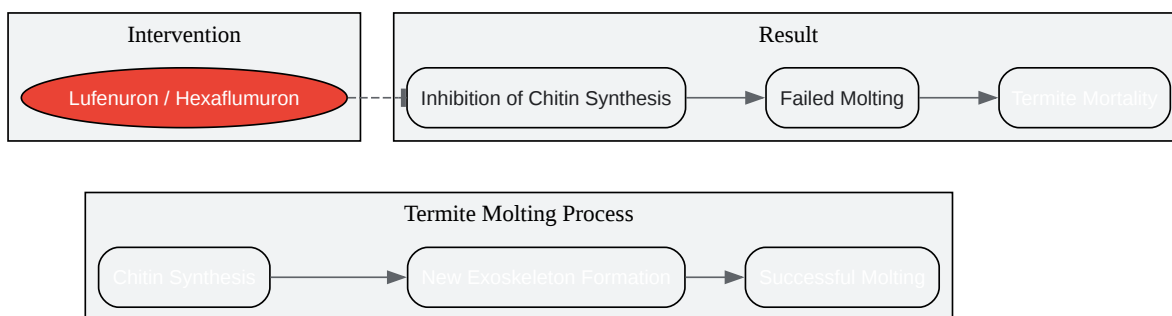 Intervention
Lufenuron / Hexaflumuron
Result
Inhibition of Chitin Synthesis
Failed Molting
Termite Mortality
Termite Molting Process
Chitin Synthesis
New Exoskeleton Formation
Successful Molting